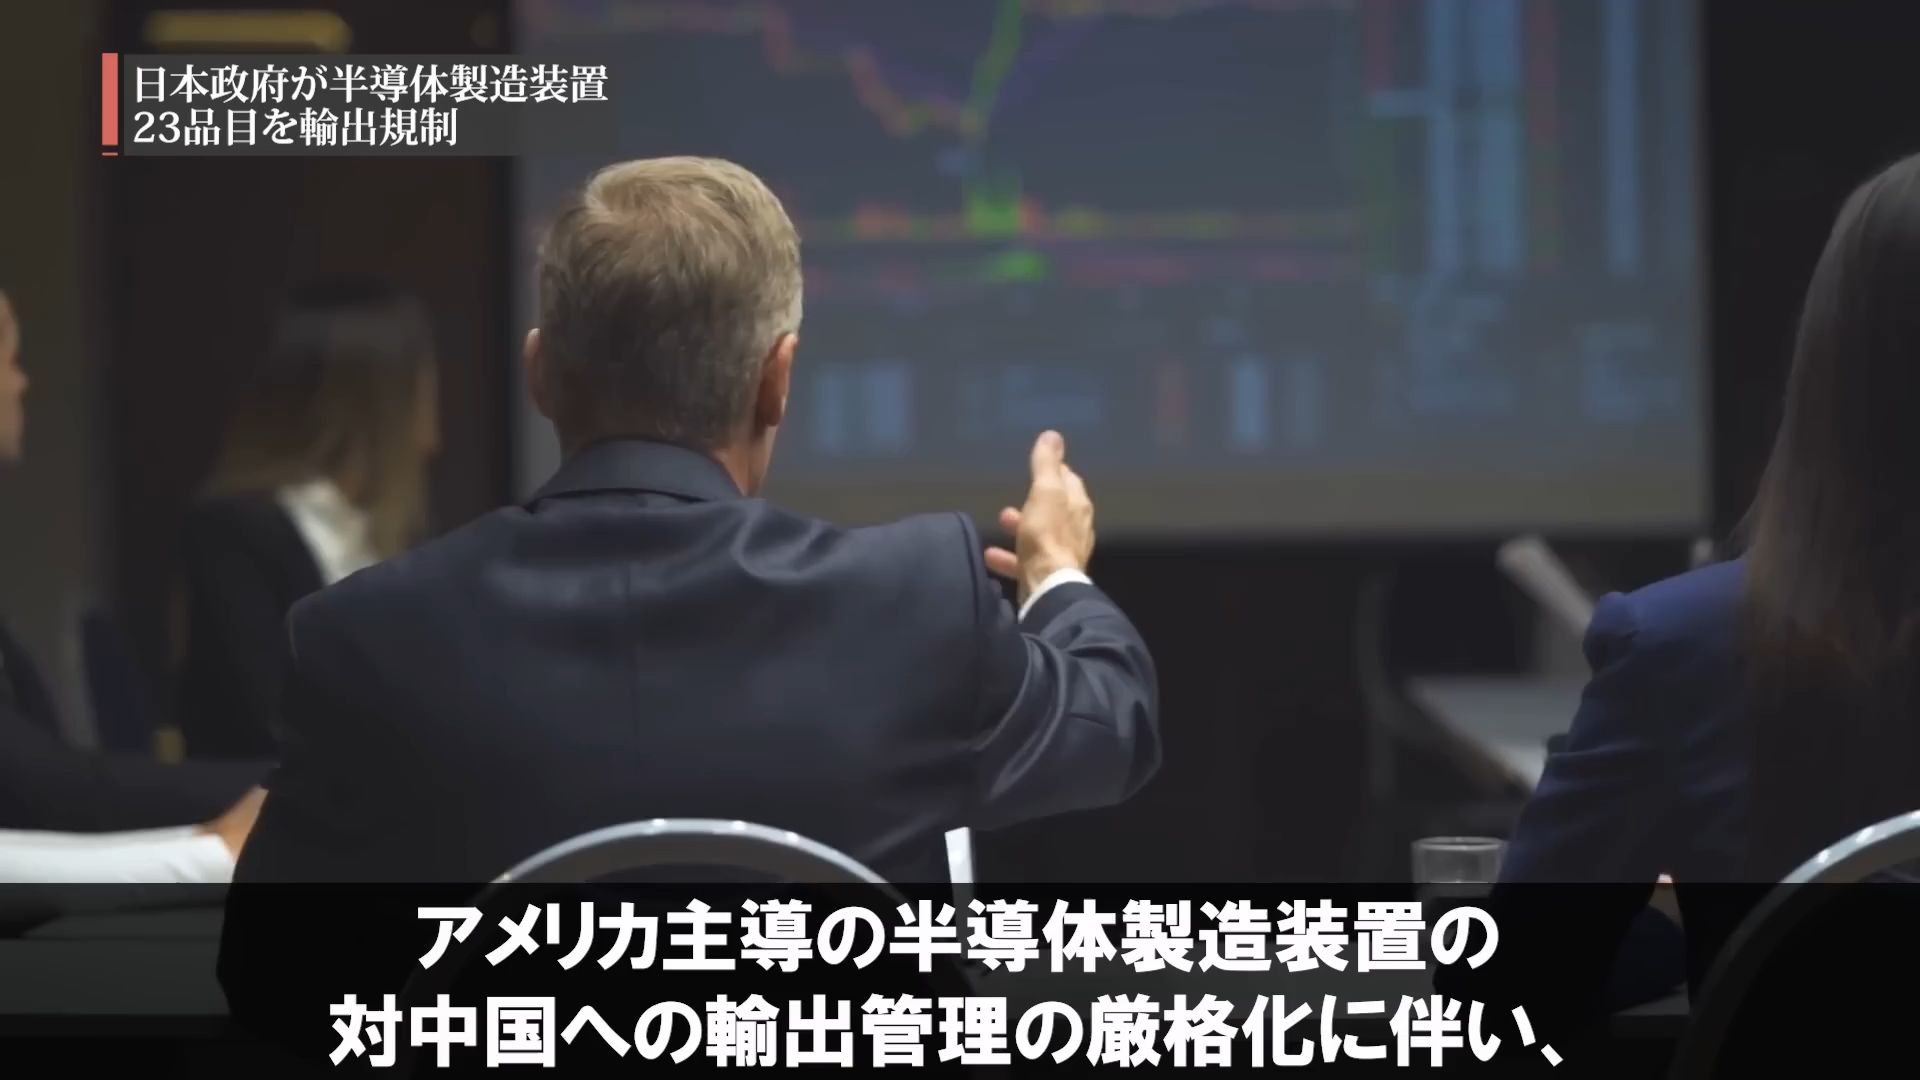 日本政府が半導体製造装置
23品目を輸出規制
アメリカ主導の半導体製造装置の
対中国への輸出管理の厳格化に伴い、